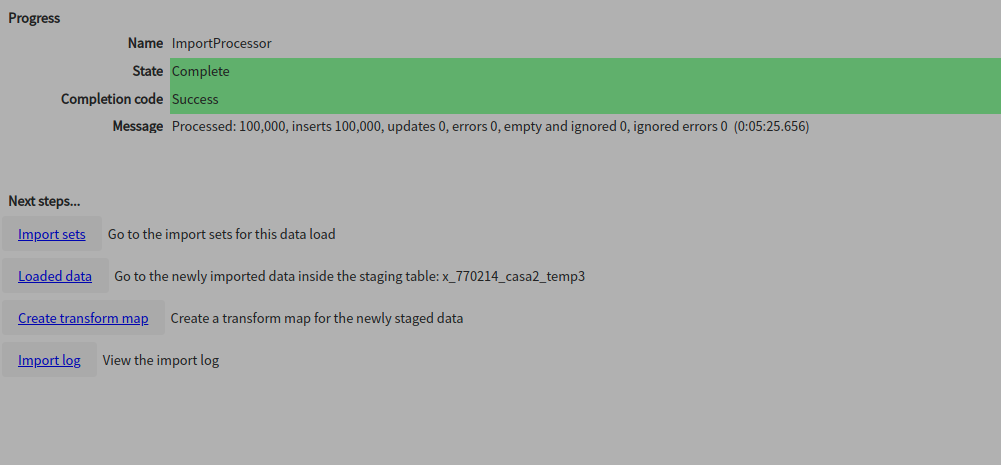 Progress
Name ImportProcessor
State Complete
Completion code Success
Message Processed: 100,000, inserts 100,000, updates 0, errors 0, empty and ignored 0, ignored errors 0 (0:05:25.656)
Next steps...
Import sets Go to the import sets for this data load
Loaded data Go to the newly imported data inside the staging table: x_770214_casa2_temp3
Create transform map Create a transform map for the newly staged data
Import log View the import log